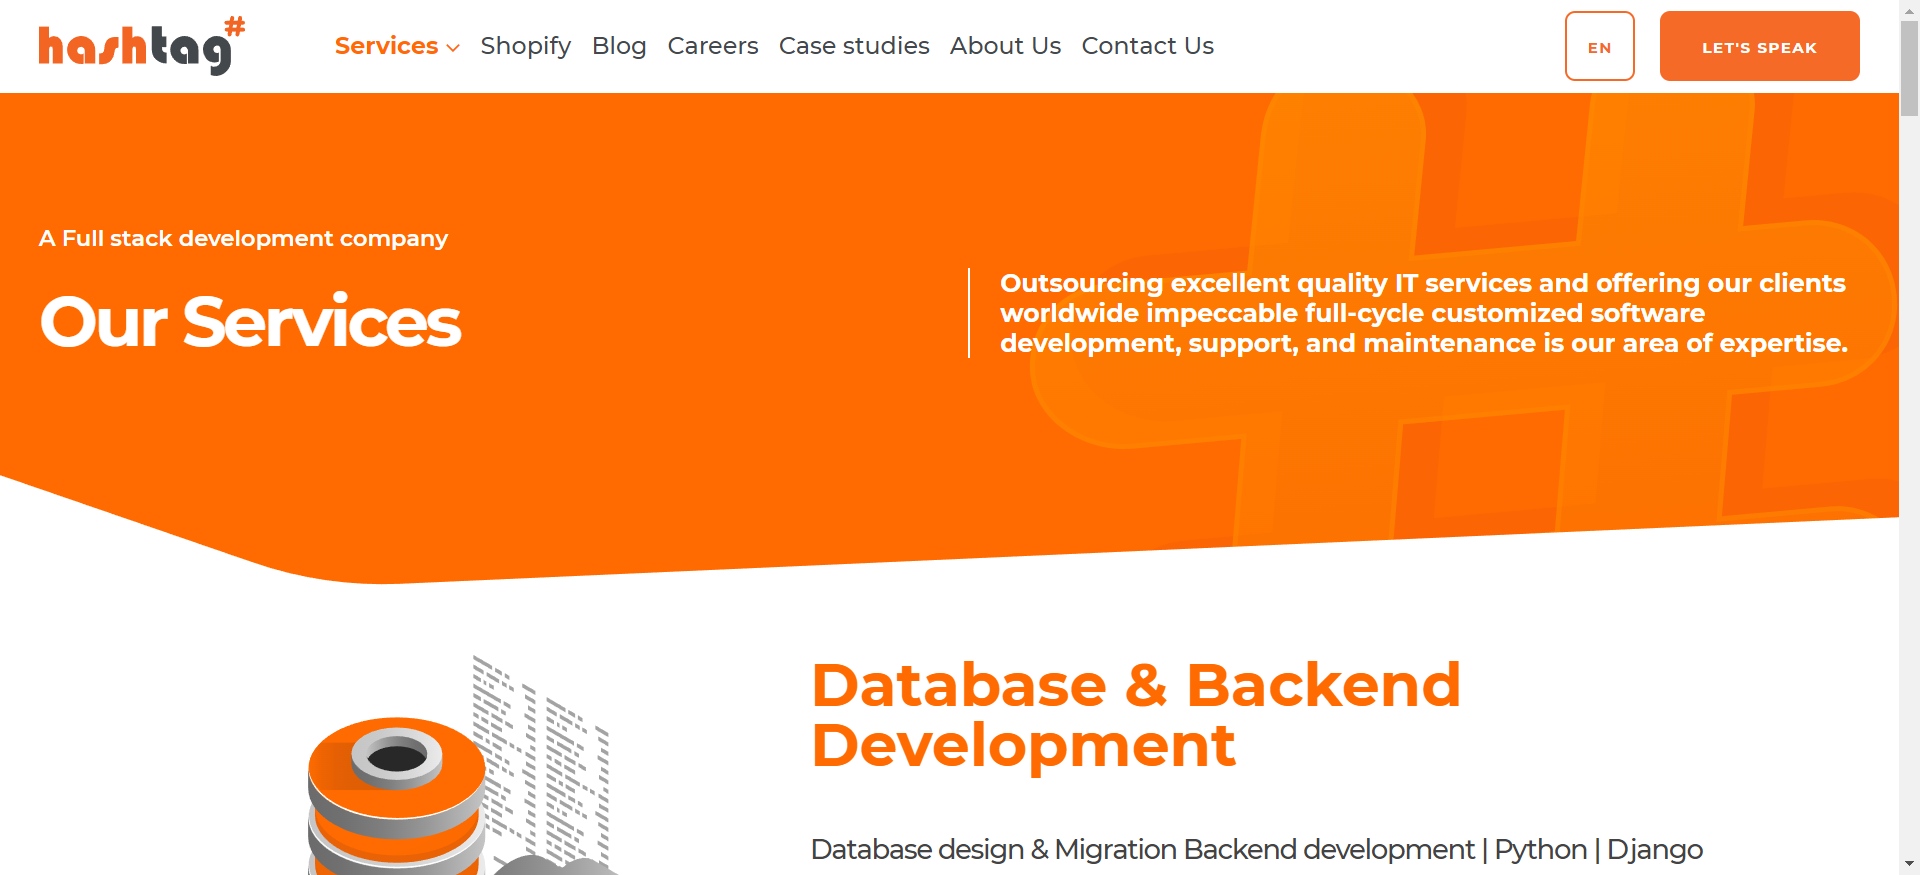 hashtag#
Services Shopify Blog Careers Case studies About Us Contact Us
EN
LET'S SPEAK
A Full stack development company
Our Services
Outsourcing excellent quality IT services and offering our clients
worldwide impeccable full-cycle customized software
development, support, and maintenance is our area of expertise.
Database & Backend
Development
Database design & Migration Backend development | Python | Django